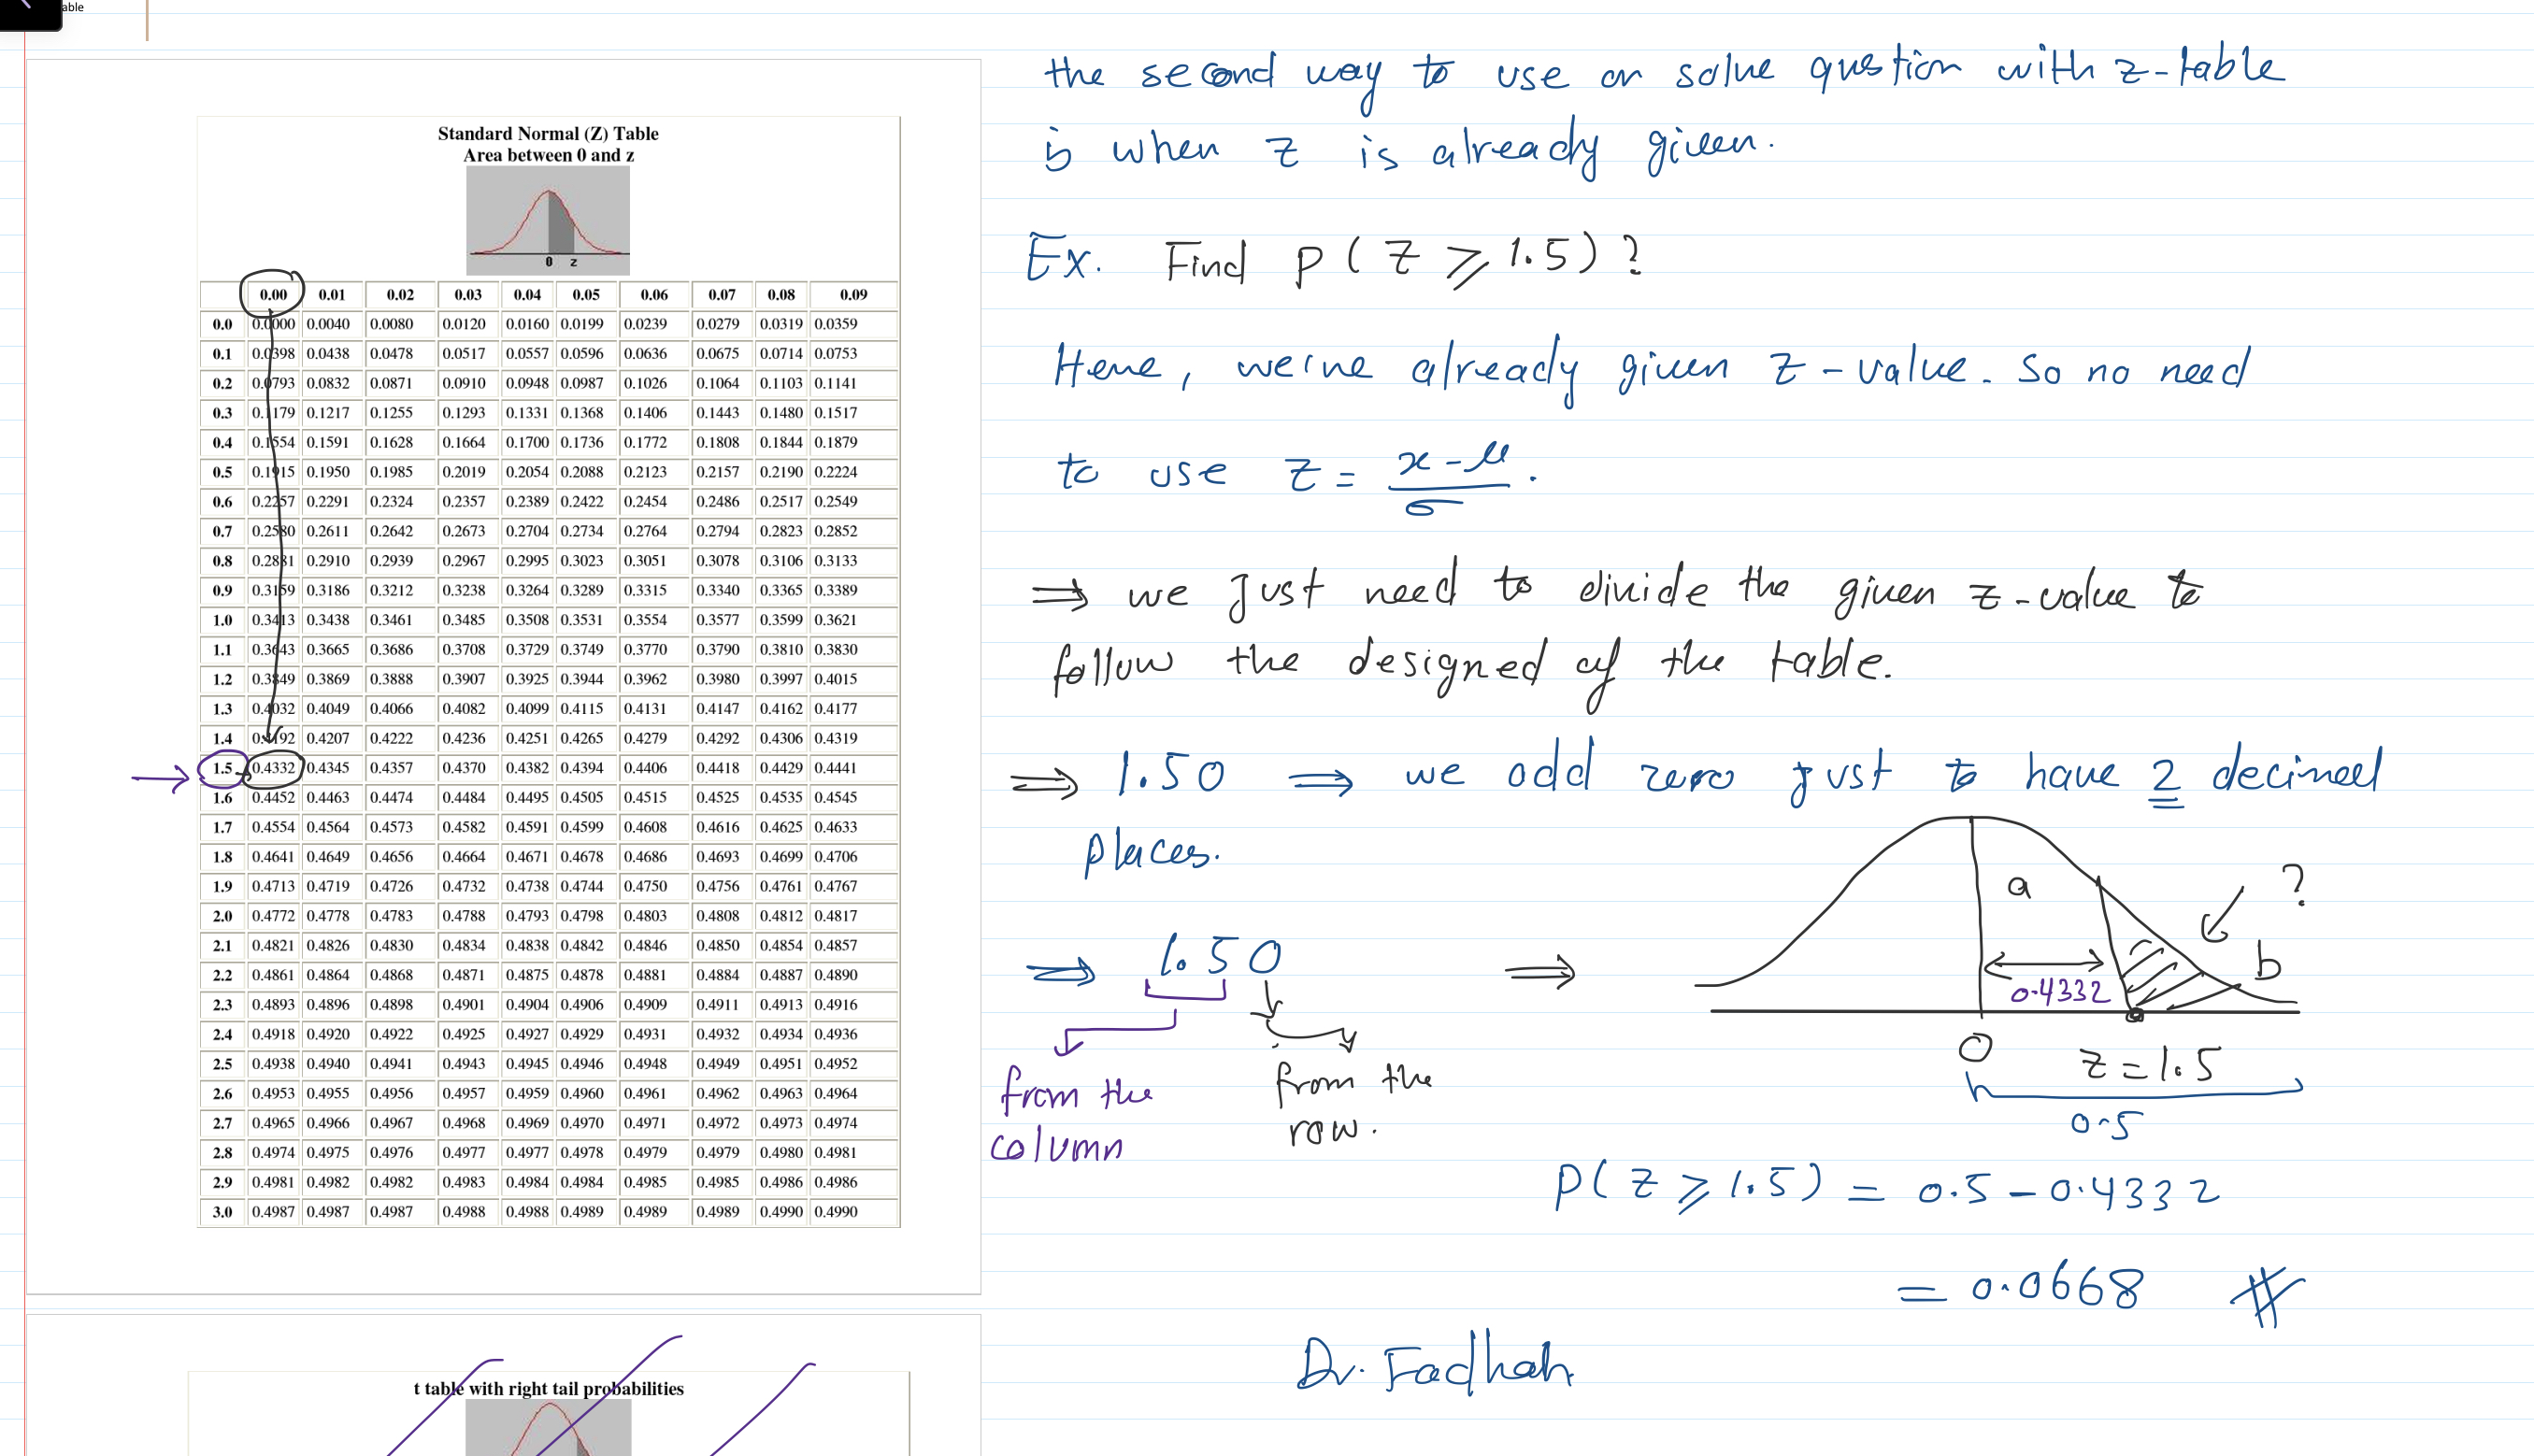 able
Standard Normal (Z) Table
Area between 0 and z
0 z
0.00 0.01 0.02 0.03 0.04 0.05 0.06 0.07 0.08 0.09
0.0 0.0000 0.0040 0.0080 0.0120 0.0160 0.0199 0.0239 0.0279 0.0319 0.0359
0.1 0.0398 0.0438 0.0478 0.0517 0.0557 0.0596 0.0636 0.0675 0.0714 0.0753
0.2 0.0793 0.0832 0.0871 0.0910 0.0948 0.0987 0.1026 0.1064 0.1103 0.1141
0.3 0.1179 0.1217 0.1255 0.1293 0.1331 0.1368 0.1406 0.1443 0.1480 0.1517
0.4 0.1554 0.1591 0.1628 0.1664 0.1700 0.1736 0.1772 0.1808 0.1844 0.1879
0.5 0.1915 0.1950 0.1985 0.2019 0.2054 0.2088 0.2123 0.2157 0.2190 0.2224
0.6 0.2257 0.2291 0.2324 0.2357 0.2389 0.2422 0.2454 0.2486 0.2517 0.2549
0.7 0.2580 0.2611 0.2642 0.2673 0.2704 0.2734 0.2764 0.2794 0.2823 0.2852
0.8 0.2881 0.2910 0.2939 0.2967 0.2995 0.3023 0.3051 0.3078 0.3106 0.3133
0.9 0.3159 0.3186 0.3212 0.3238 0.3264 0.3289 0.3315 0.3340 0.3365 0.3389
1.0 0.3413 0.3438 0.3461 0.3485 0.3508 0.3531 0.3554 0.3577 0.3599 0.3621
1.1 0.3643 0.3665 0.3686 0.3708 0.3729 0.3749 0.3770 0.3790 0.3810 0.3830
1.2 0.3849 0.3869 0.3888 0.3907 0.3925 0.3944 0.3962 0.3980 0.3997 0.4015
1.3 0.4032 0.4049 0.4066 0.4082 0.4099 0.4115 0.4131 0.4147 0.4162 0.4177
1.4 0.4192 0.4207 0.4222 0.4236 0.4251 0.4265 0.4279 0.4292 0.4306 0.4319
1.5 0.4332 0.4345 0.4357 0.4370 0.4382 0.4394 0.4406 0.4418 0.4429 0.4441
1.6 0.4452 0.4463 0.4474 0.4484 0.4495 0.4505 0.4515 0.4525 0.4535 0.4545
1.7 0.4554 0.4564 0.4573 0.4582 0.4591 0.4599 0.4608 0.4616 0.4625 0.4633
1.8 0.4641 0.4649 0.4656 0.4664 0.4671 0.4678 0.4686 0.4693 0.4699 0.4706
1.9 0.4713 0.4719 0.4726 0.4732 0.4738 0.4744 0.4750 0.4756 0.4761 0.4767
2.0 0.4772 0.4778 0.4783 0.4788 0.4793 0.4798 0.4803 0.4808 0.4812 0.4817
2.1 0.4821 0.4826 0.4830 0.4834 0.4838 0.4842 0.4846 0.4850 0.4854 0.4857
2.2 0.4861 0.4864 0.4868 0.4871 0.4875 0.4878 0.4881 0.4884 0.4887 0.4890
2.3 0.4893 0.4896 0.4898 0.4901 0.4904 0.4906 0.4909 0.4911 0.4913 0.4916
2.4 0.4918 0.4920 0.4922 0.4925 0.4927 0.4929 0.4931 0.4932 0.4934 0.4936
2.5 0.4938 0.4940 0.4941 0.4943 0.4945 0.4946 0.4948 0.4949 0.4951 0.4952
2.6 0.4953 0.4955 0.4956 0.4957 0.4959 0.4960 0.4961 0.4962 0.4963 0.4964
2.7 0.4965 0.4966 0.4967 0.4968 0.4969 0.4970 0.4971 0.4972 0.4973 0.4974
2.8 0.4974 0.4975 0.4976 0.4977 0.4977 0.4978 0.4979 0.4979 0.4980 0.4981
2.9 0.4981 0.4982 0.4982 0.4983 0.4984 0.4984 0.4985 0.4985 0.4986 0.4986
3.0 0.4987 0.4987 0.4987 0.4988 0.4988 0.4989 0.4989 0.4989 0.4990 0.4990
t table with right tail probabilities
the second way to use or solve question with z-table
is when z is already given.
Ex. Find P(Z ⩾ 1.5)?
Here, we're already given z-value. So no need
to use z = (x-μ)/σ.
⇒ we just need to divide the given z-value to
follow the designed of the table.
⇒ 1.50 ⇒ we add zero just to have 2 decimal
places.
⇒ 1.50 ⇒
from the column
from the row.
a ?
b
0.4332
0 z = 1.5
0.5
P(Z ⩾ 1.5) = 0.5 - 0.4332
= 0.0668 #
Dr. Fadhah